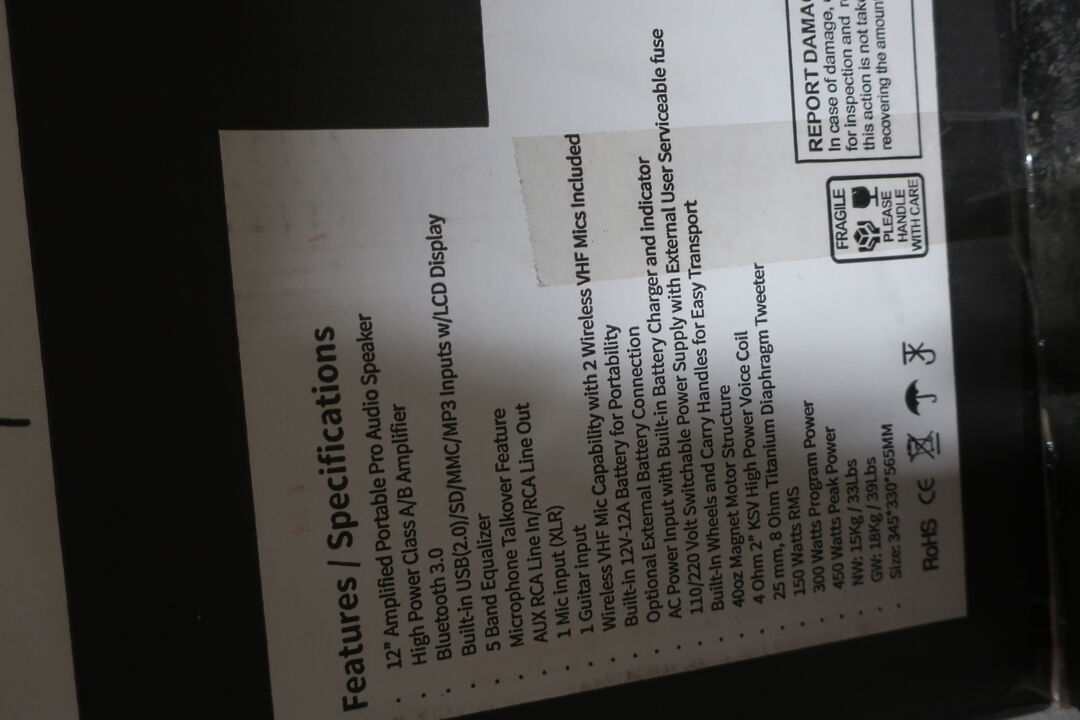 Features / Specifications
· 12” Amplified Portable Pro Audio Speaker
· High Power Class A/B Amplifier
· Bluetooth 3.0
· Built-in USB(2.0)/SD/MMC/MP3 Inputs w/LCD Display
· 5 Band Equalizer
· Microphone Talkover Feature
· AUX RCA Line In/RCA Line Out
· 1 Mic input (XLR)
· 1 Guitar input
· Wireless VHF Mic Capability with 2 Wireless VHF Mics Included
· Built-in 12V-12A Battery for Portability
· Optional External Battery Connection
· AC Power Input with Built-in Battery Charger and indicator
· 110/220 Volt Switchable Power Supply with External User Serviceable fuse
· Built-In Wheels and Carry Handles for Easy Transport
· 40oz Magnet Motor Structure
· 4 Ohm 2” KSV High Power Voice Coil
· 25 mm, 8 Ohm Titanium Diaphragm Tweeter
· 150 Watts RMS
· 300 Watts Program Power
· 450 Watts Peak Power
· NW: 15Kg / 33Lbs
· GW: 18Kg / 39Lbs
· Size: 345*330*565MM
RoHS CE
FRAGILE
PLEASE
HANDLE
WITH CARE
REPORT DAMA
In case of damage,
for inspection and
this action is not take
recovering the amoun